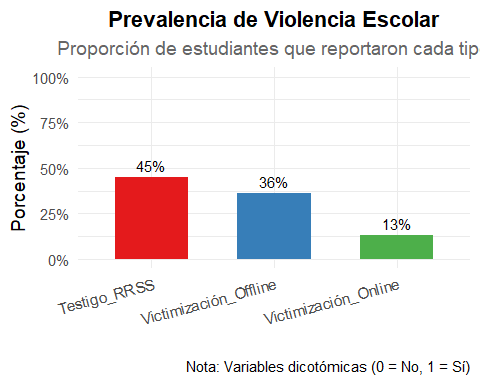 Prevalencia de Violencia Escolar
Proporción de estudiantes que reportaron cada tip
Porcentaje (%)
100%
75%
50%
25%
0%
45%
36%
13%
Testigo_RRSS
Victimización_Offline
Victimización_Online
Nota: Variables dicotómicas (0 = No, 1 = Sí)